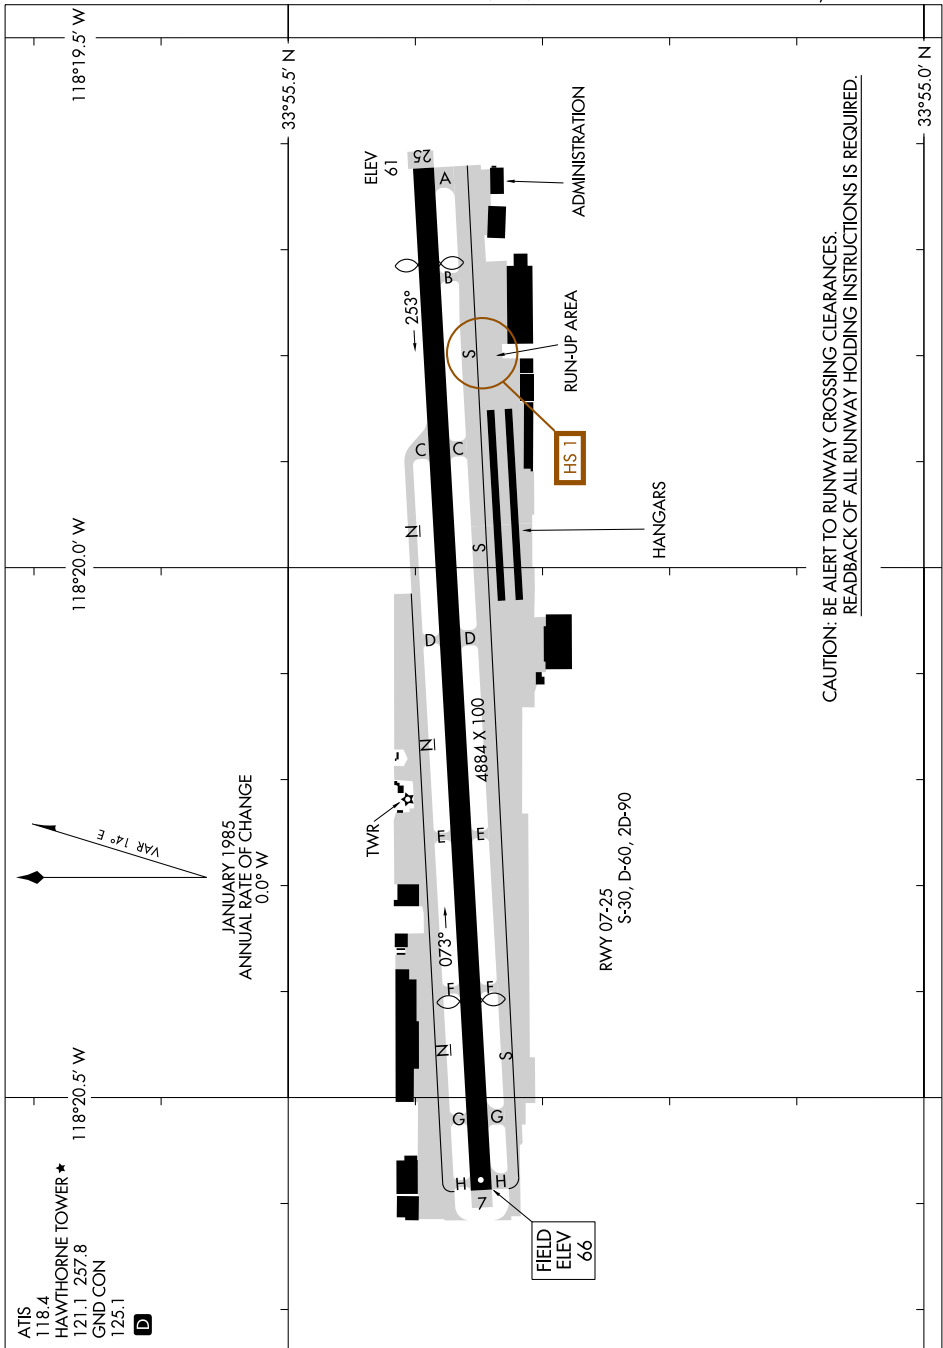 ATIS
118.4
HAWTHORNE TOWER ★
121.1 257.8
GND CON
125.1
D
118°20.5' W
118°20.0' W
118°19.5' W
VAR 14° E
JANUARY 1985
ANNUAL RATE OF CHANGE
0.0° W
33°55.5' N
33°55.0' N
ELEV
61
TWR
25
A
B
253°
C
C
N
S
S
D
D
N
4884 X 100
E
E
073°
F
F
N
S
G
G
H
H
7
FIELD
ELEV
66
HS 1
RUN-UP AREA
ADMINISTRATION
HANGARS
RWY 07-25
S-30, D-60, 2D-90
CAUTION: BE ALERT TO RUNWAY CROSSING CLEARANCES.
READBACK OF ALL RUNWAY HOLDING INSTRUCTIONS IS REQUIRED.